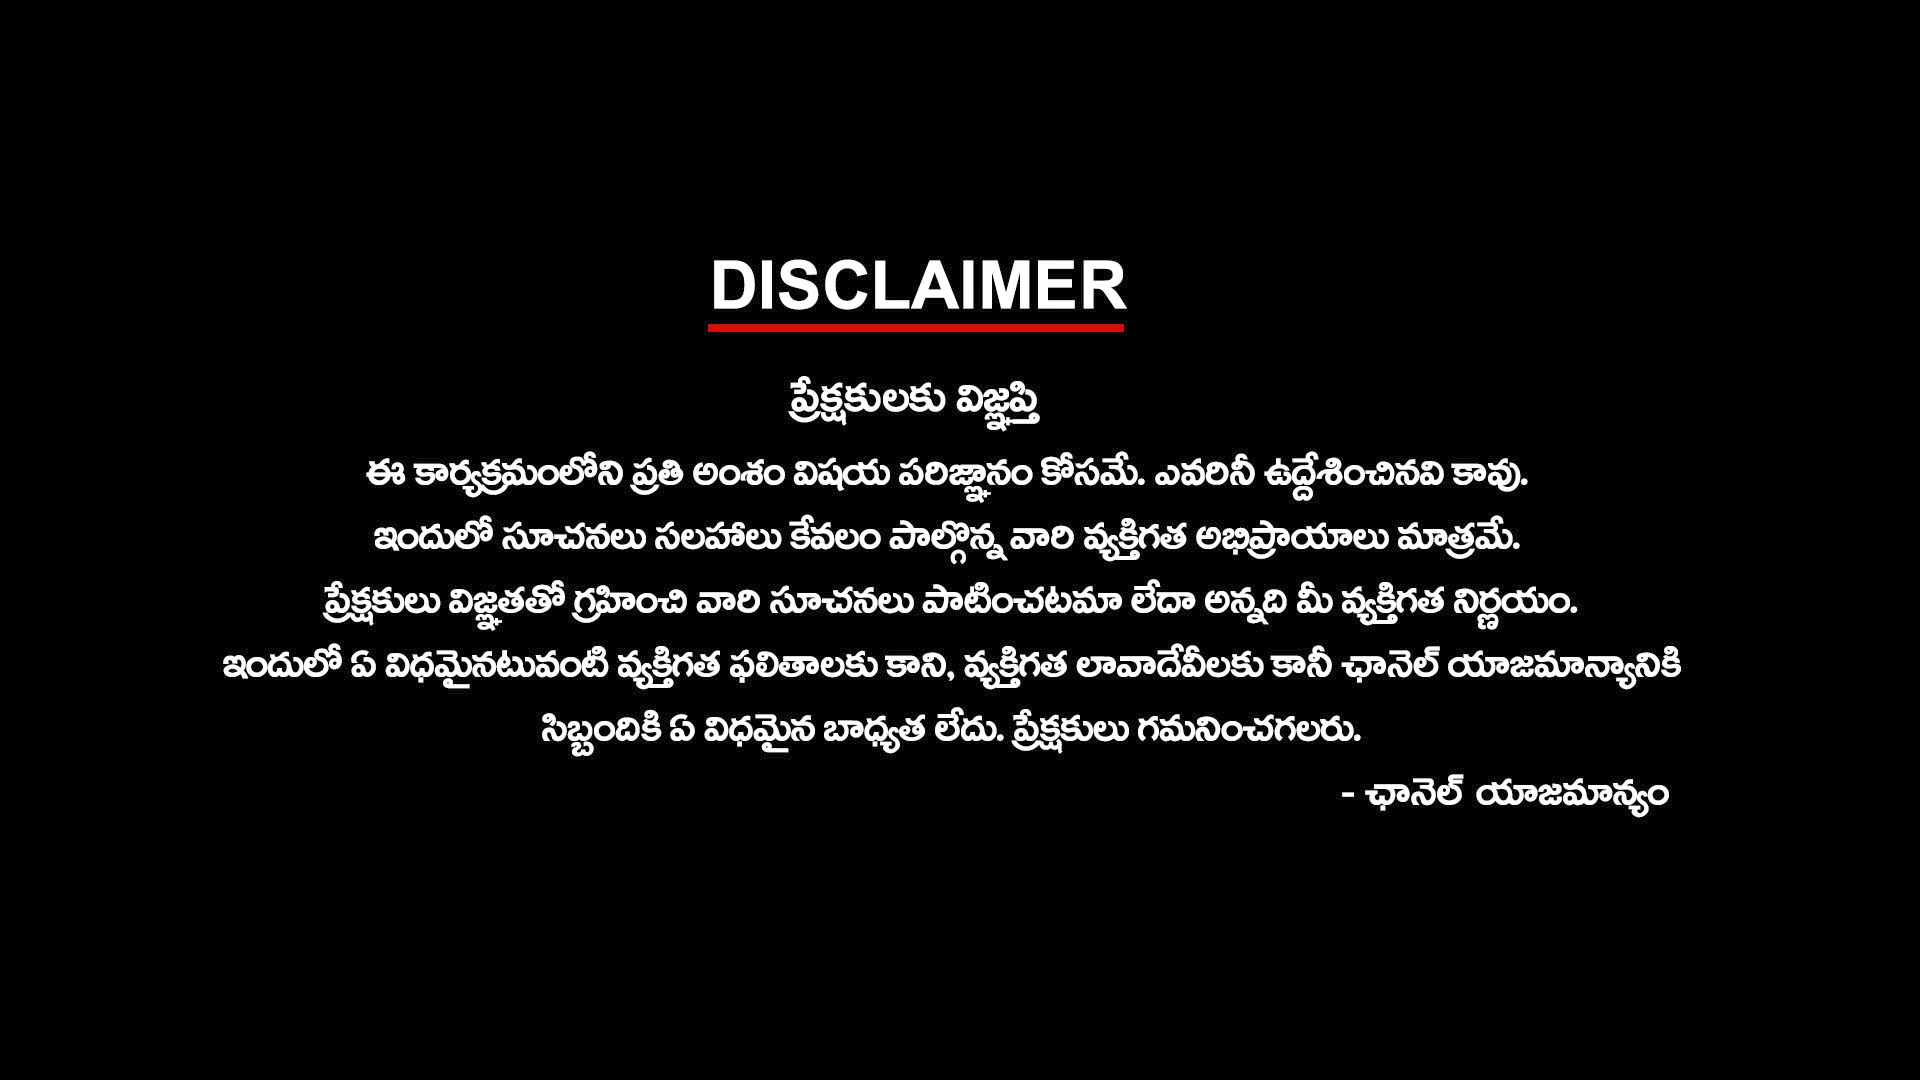 DISCLAIMER
ప్రేక్షకులకు విజ్ఞప్తి
ఈ కార్యక్రమంలోని ప్రతి అంశం విషయ పరిజ్ఞానం కోసమే. ఎవరినీ ఉద్దేశించినవి కావు.
ఇందులో సూచనలు సలహాలు కేవలం పాల్గొన్న వారి వ్యక్తిగత అభిప్రాయాలు మాత్రమే.
ప్రేక్షకులు విజ్ఞతతో గ్రహించి వారి సూచనలు పాటించటమా లేదా అన్నది మీ వ్యక్తిగత నిర్ణయం.
ఇందులో ఏ విధమైనటువంటి వ్యక్తిగత ఫలితాలకు కాని, వ్యక్తిగత లావాదేవీలకు కానీ ఛానెల్ యాజమాన్యానికి
సిబ్బందికి ఏ విధమైన బాధ్యత లేదు. ప్రేక్షకులు గమనించగలరు.
- ఛానెల్ యాజమాన్యం